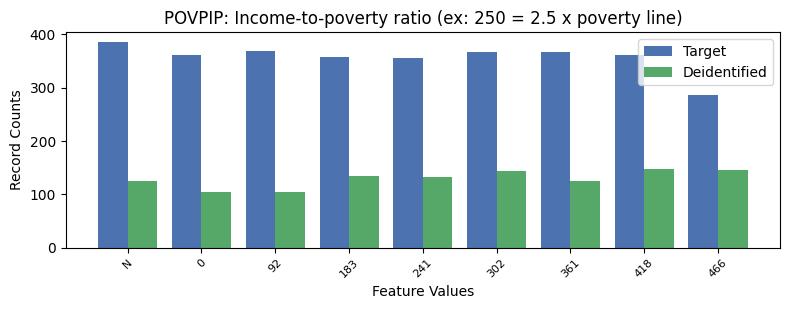 POVPIP: Income-to-poverty ratio (ex: 250 = 2.5 x poverty line)
Target
Deidentified
Record Counts
400
300
200
100
0
N 0 92 183 241 302 361 418 466
Feature Values